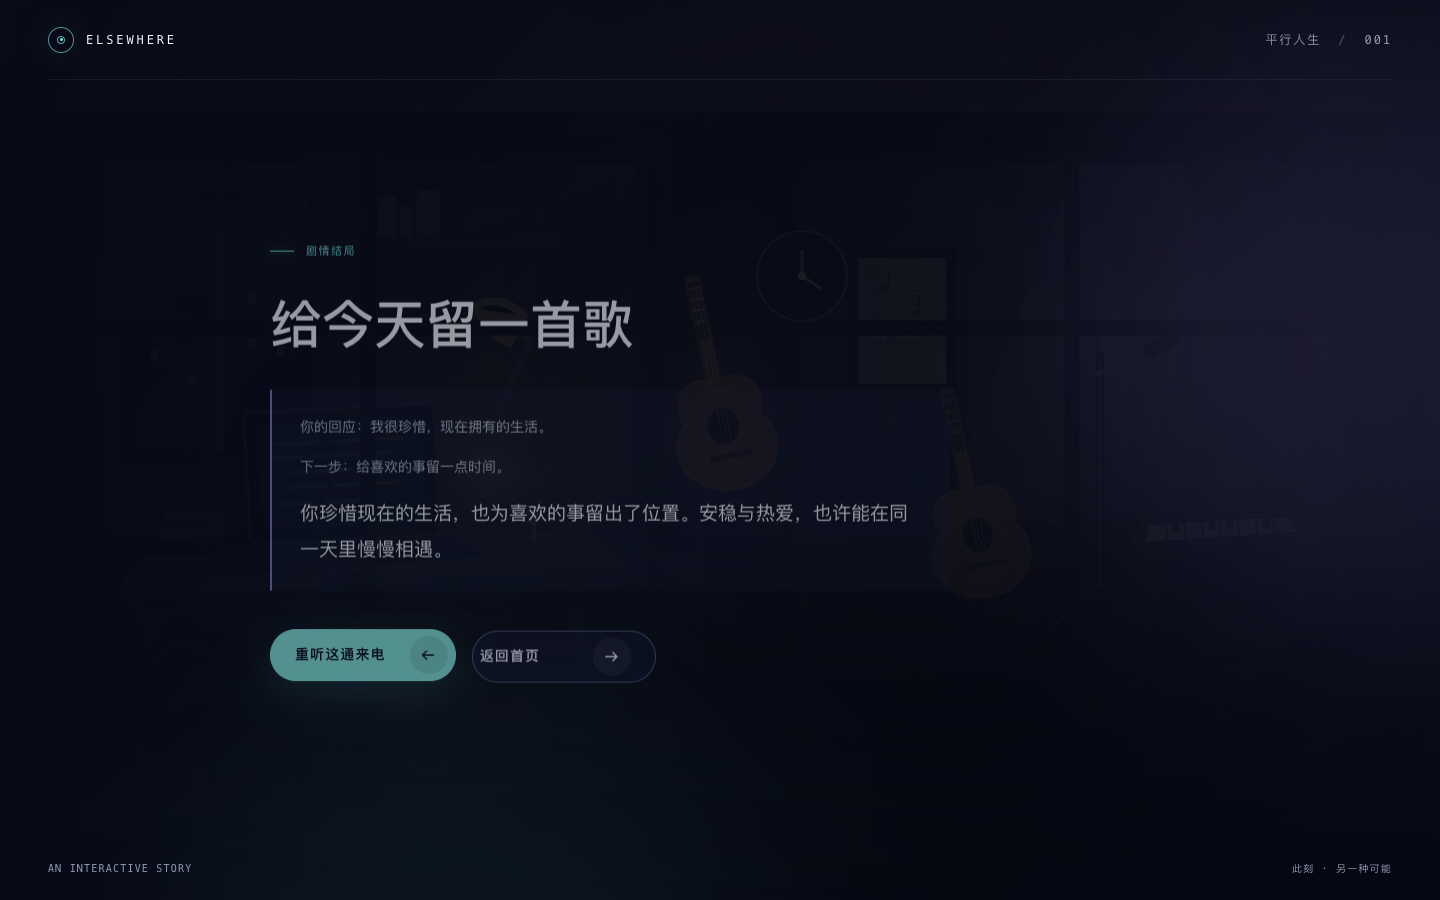 ELSEWHERE
平行人生 / 001
剧情结局
给今天留一首歌
你的回应：我很珍惜，现在拥有的生活。
下一步：给喜欢的事留一点时间。
你珍惜现在的生活，也为喜欢的事留出了位置。安稳与热爱，也许能在同
一天里慢慢相遇。
重听这通来电 ←
返回首页 →
AN INTERACTIVE STORY
此刻 · 另一种可能